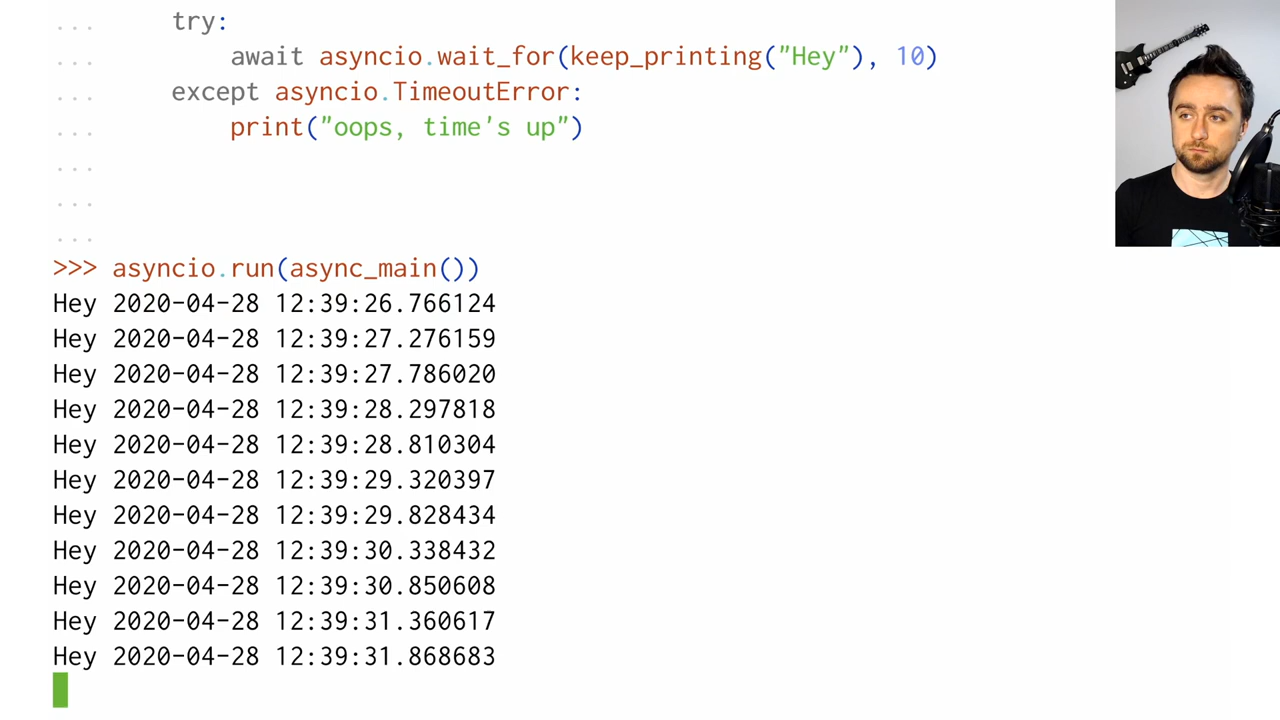 ... try:
... await asyncio.wait_for(keep_printing("Hey"), 10)
... except asyncio.TimeoutError:
... print("oops, time's up")
...
...
...
>>> asyncio.run(async_main())
Hey 2020-04-28 12:39:26.766124
Hey 2020-04-28 12:39:27.276159
Hey 2020-04-28 12:39:27.786020
Hey 2020-04-28 12:39:28.297818
Hey 2020-04-28 12:39:28.810304
Hey 2020-04-28 12:39:29.320397
Hey 2020-04-28 12:39:29.828434
Hey 2020-04-28 12:39:30.338432
Hey 2020-04-28 12:39:30.850608
Hey 2020-04-28 12:39:31.360617
Hey 2020-04-28 12:39:31.868683